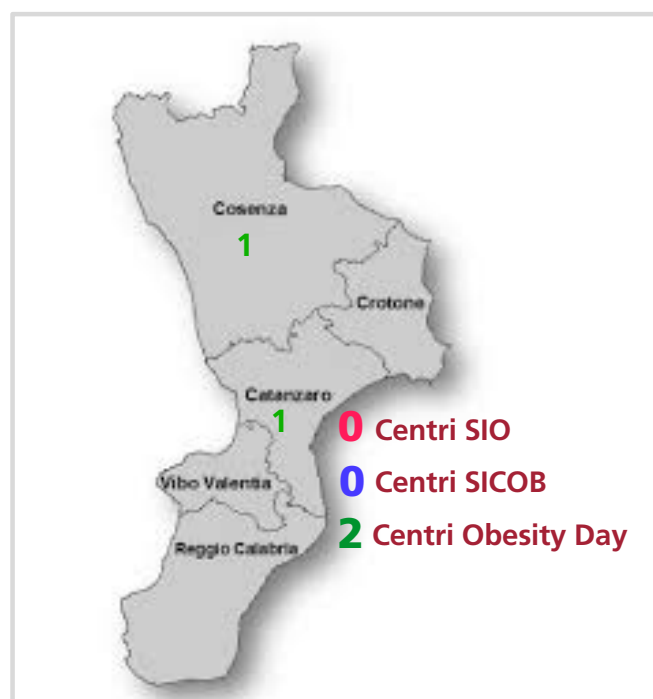 Cosenza
1
Crotone
Catanzaro
1
0 Centri SIO
Vibo Valentia
0 Centri SICOB
2 Centri Obesity Day
Reggio Calabria